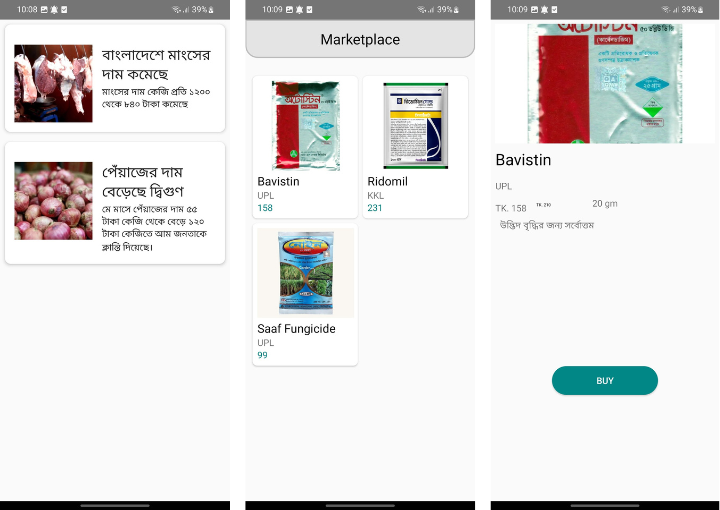 10:08
39%
বাংলাদেশে মাংসের
দাম কমেছে
মাংসের দাম কেজি প্রতি ১২০০
থেকে ৮৪০ টাকা কমেছে
পেঁয়াজের দাম
বেড়েছে দ্বিগুণ
মে মাসে পেঁয়াজের দাম ৫৫
টাকা কেজি থেকে বেড়ে ১২০
টাকা কেজিতে আম জনতাকে
ক্লান্তি দিয়েছে।
10:09
39%
Marketplace
Bavistin
UPL
158
Ridomil
KKL
231
Saaf Fungicide
UPL
99
10:09
39%
(কার্বেন্ডাজিম)
Bavistin
UPL
TK. 158
TK. 210
20 gm
উদ্ভিদ বৃদ্ধির জন্য সর্বোত্তম
BUY